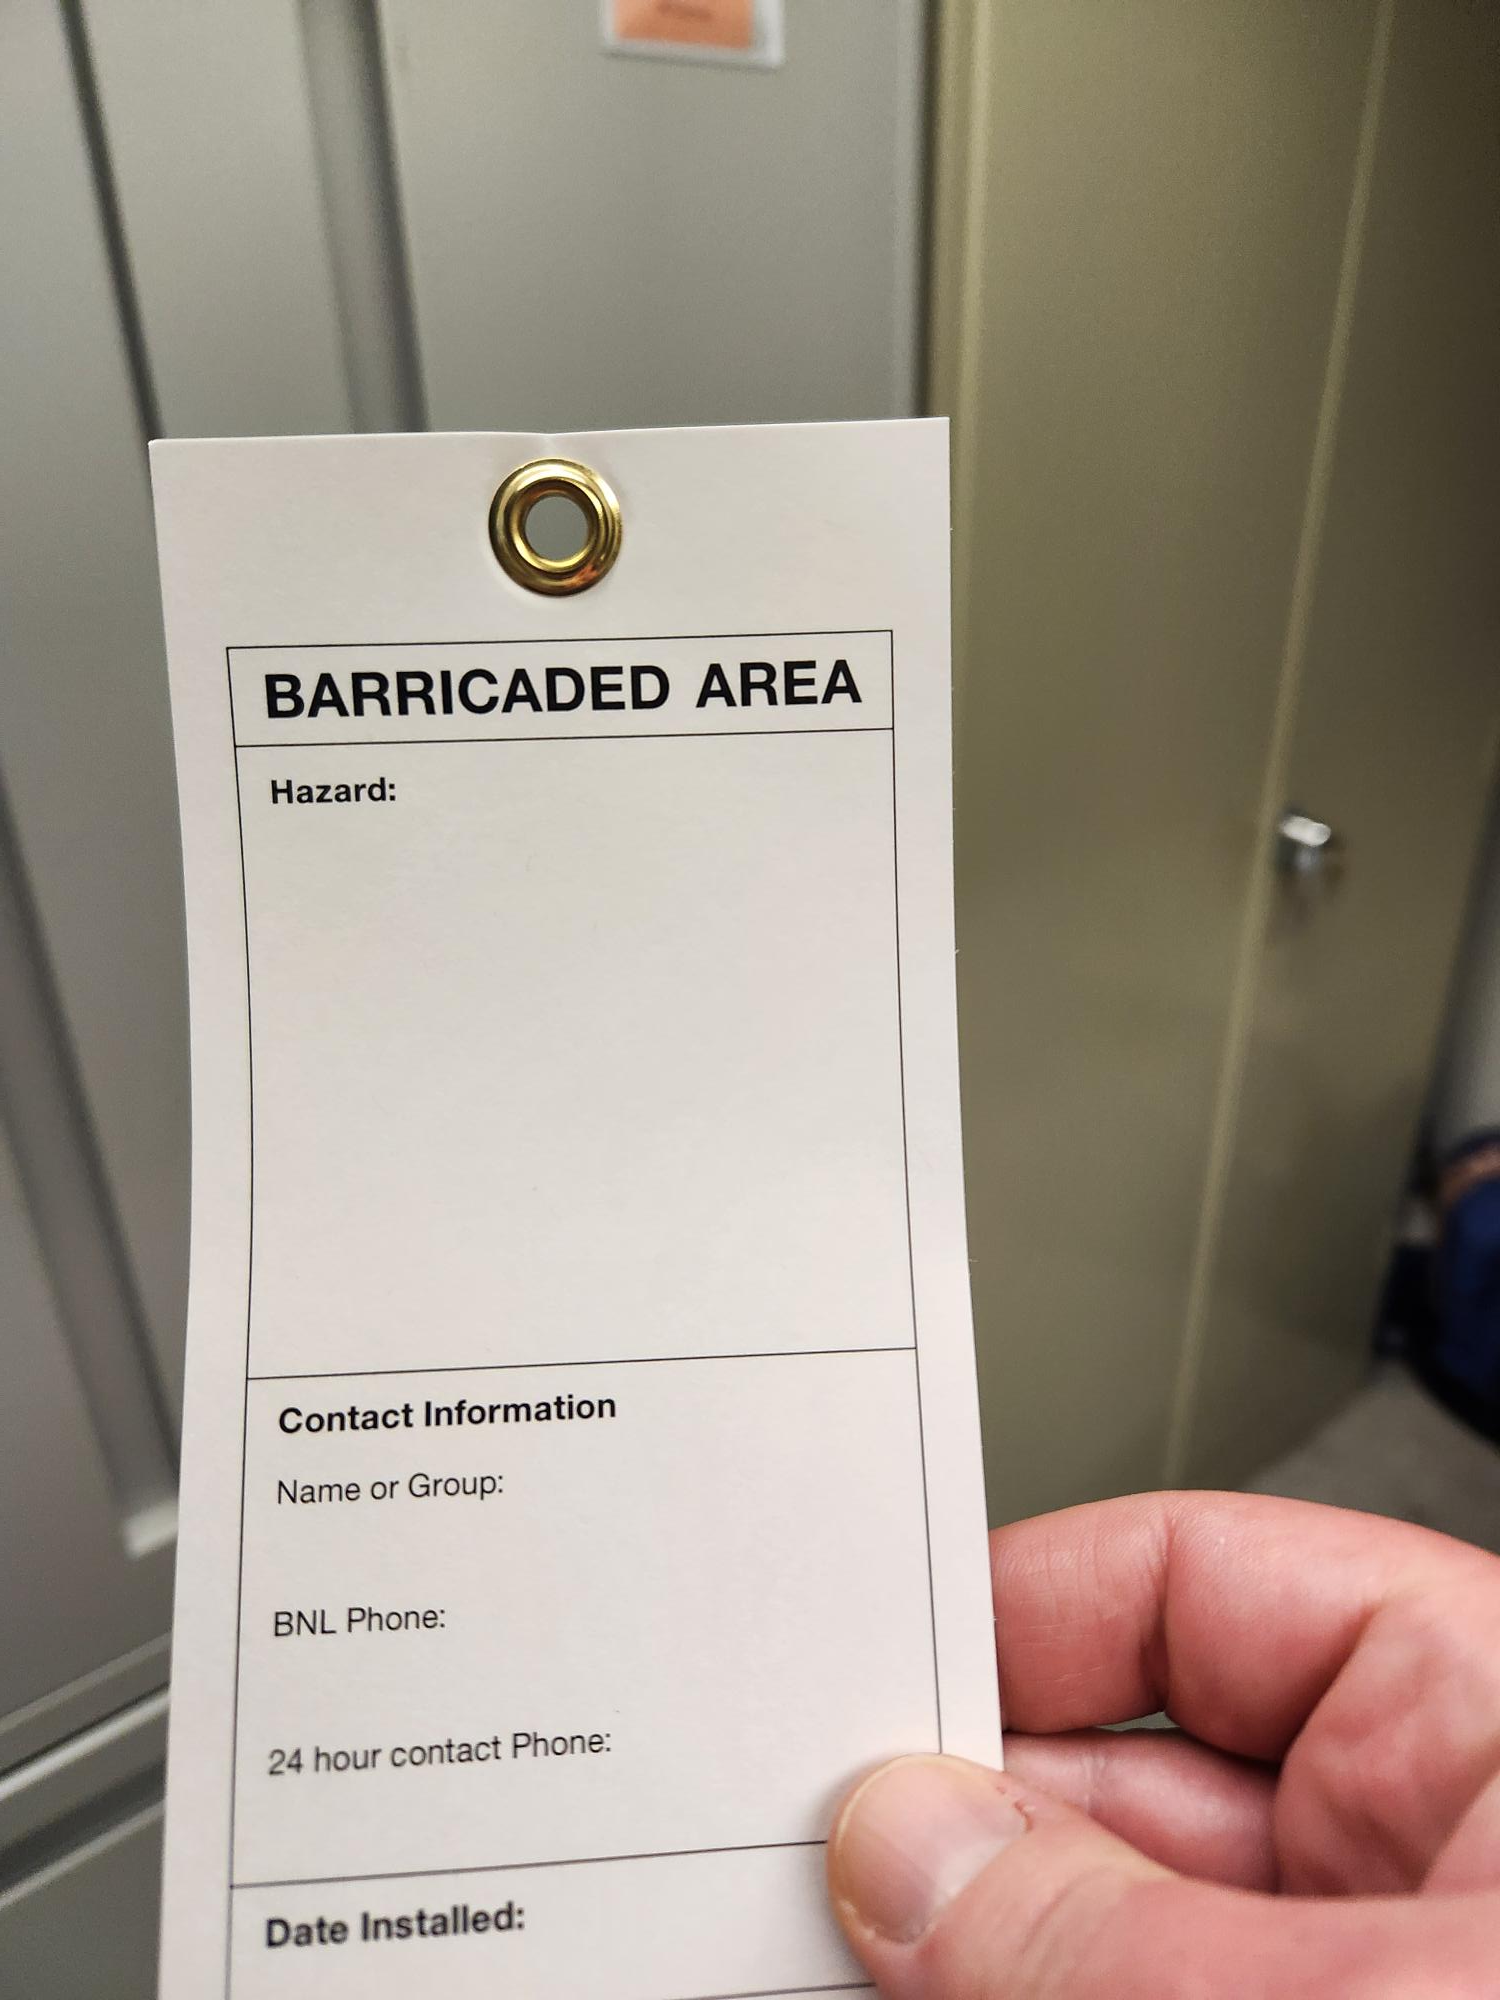 BARRICADED AREA
Hazard:
Contact Information
Name or Group:
BNL Phone:
24 hour contact Phone:
Date Installed: